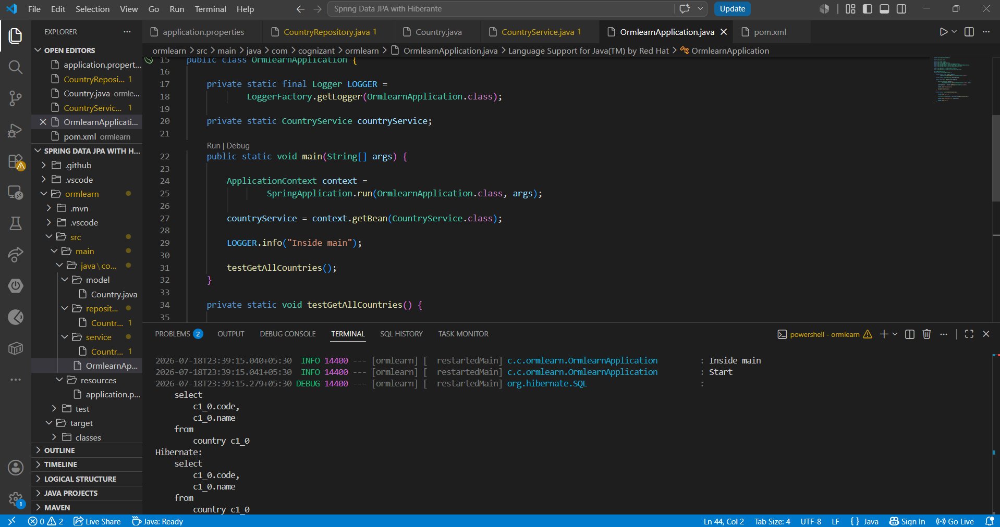 File Edit Selection View Go Run Terminal Help
Spring Data JPA with Hiberante
Update
EXPLORER
application.properties
CountryRepository.java 1
Country.java
CountryService.java 1
OrmlearnApplication.java
pom.xml
ormlearn > src > main > java > com > cognizant > ormlearn > OrmlearnApplication.java > Language Support for Java(TM) by Red Hat > OrmlearnApplication
OPEN EDITORS
application.propert...
CountryReposi... 1
Country.java ormle...
CountryServic... 1
OrmlearnApplicati...
pom.xml ormlearn
SPRING DATA JPA WITH H...
.github
.vscode
ormlearn
.mvn
.vscode
src
main
java\co...
model
Country.java
reposit...
Countr... 1
service
Countr... 1
OrmlearnAp...
resources
application.p...
test
target
classes
OUTLINE
TIMELINE
LOGICAL STRUCTURE
JAVA PROJECTS
MAVEN
15 public class OrmlearnApplication {
16
17 private static final Logger LOGGER =
18 LoggerFactory.getLogger(OrmlearnApplication.class);
19
20 private static CountryService countryService;
21
Run | Debug
22 public static void main(String[] args) {
23
24 ApplicationContext context =
25 SpringApplication.run(OrmlearnApplication.class, args);
26
27 countryService = context.getBean(CountryService.class);
28
29 LOGGER.info("Inside main");
30
31 testGetAllCountries();
32 }
33
34 private static void testGetAllCountries() {
35
PROBLEMS 2 OUTPUT DEBUG CONSOLE TERMINAL SQL HISTORY TASK MONITOR
powershell - ormlearn
2026-07-18T23:39:15.040+05:30 INFO 14400 --- [ormlearn] [ restartedMain] c.c.ormlearn.OrmlearnApplication : Inside main
2026-07-18T23:39:15.041+05:30 INFO 14400 --- [ormlearn] [ restartedMain] c.c.ormlearn.OrmlearnApplication : Start
2026-07-18T23:39:15.279+05:30 DEBUG 14400 --- [ormlearn] [ restartedMain] org.hibernate.SQL :
select
c1_0.code,
c1_0.name
from
country c1_0
Hibernate:
select
c1_0.code,
c1_0.name
from
country c1_0
1
0 2 Live Share Java: Ready
Ln 44, Col 2 Tab Size: 4 UTF-8 LF { } Java Sign In Go Live